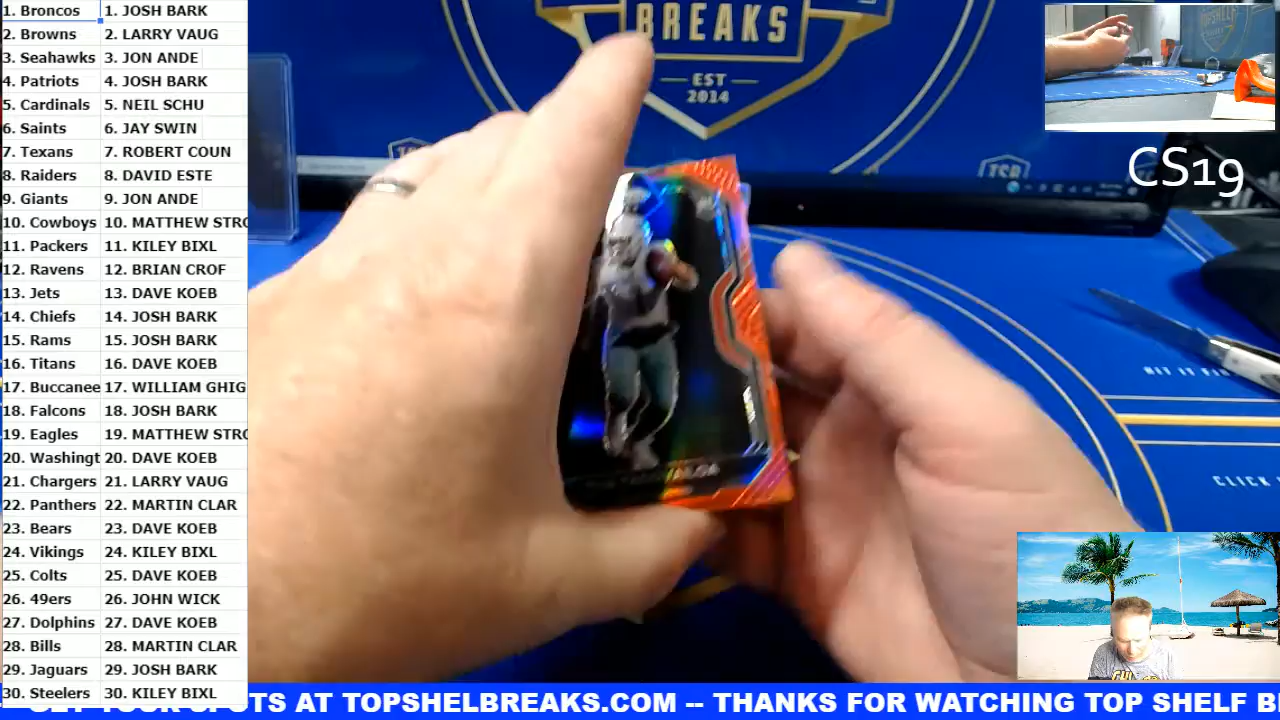 1. Broncos 1. JOSH BARK
2. Browns 2. LARRY VAUG
3. Seahawks 3. JON ANDE
4. Patriots 4. JOSH BARK
5. Cardinals 5. NEIL SCHU
6. Saints 6. JAY SWIN
7. Texans 7. ROBERT COUN
8. Raiders 8. DAVID ESTE
9. Giants 9. JON ANDE
10. Cowboys 10. MATTHEW STRO
11. Packers 11. KILEY BIXL
12. Ravens 12. BRIAN CROF
13. Jets 13. DAVE KOEB
14. Chiefs 14. JOSH BARK
15. Rams 15. JOSH BARK
16. Titans 16. DAVE KOEB
17. Buccanee 17. WILLIAM GHIG
18. Falcons 18. JOSH BARK
19. Eagles 19. MATTHEW STRO
20. Washingt 20. DAVE KOEB
21. Chargers 21. LARRY VAUG
22. Panthers 22. MARTIN CLAR
23. Bears 23. DAVE KOEB
24. Vikings 24. KILEY BIXL
25. Colts 25. DAVE KOEB
26. 49ers 26. JOHN WICK
27. Dolphins 27. DAVE KOEB
28. Bills 28. MARTIN CLAR
29. Jaguars 29. JOSH BARK
30. Steelers 30. KILEY BIXL
BREAKS
EST
2014
TSB
CS19
CLICK
TS AT TOPSHELBREAKS.COM -- THANKS FOR WATCHING TOP SHELF B